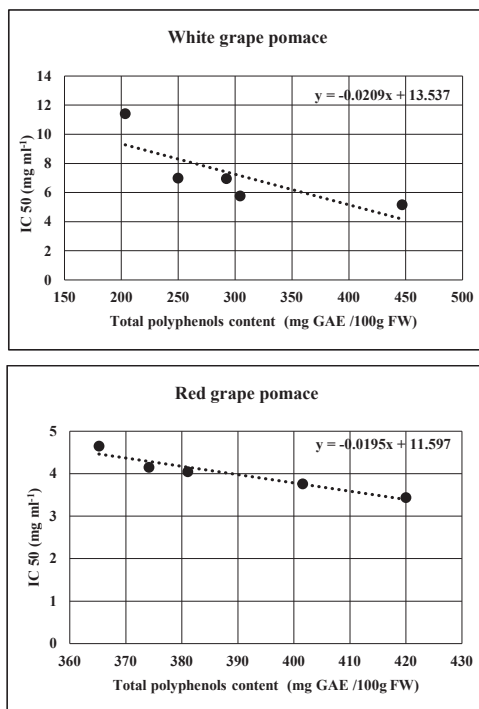 White grape pomace
y = -0.0209x + 13.537
14
12
10
8
6
4
2
0
IC 50 (mg ml-1)
150 200 250 300 350 400 450 500
Total polyphenols content (mg GAE /100g FW)
Red grape pomace
y = -0.0195x + 11.597
5
4
3
2
1
0
IC 50 (mg ml-1)
360 370 380 390 400 410 420 430
Total polyphenols content (mg GAE /100g FW)